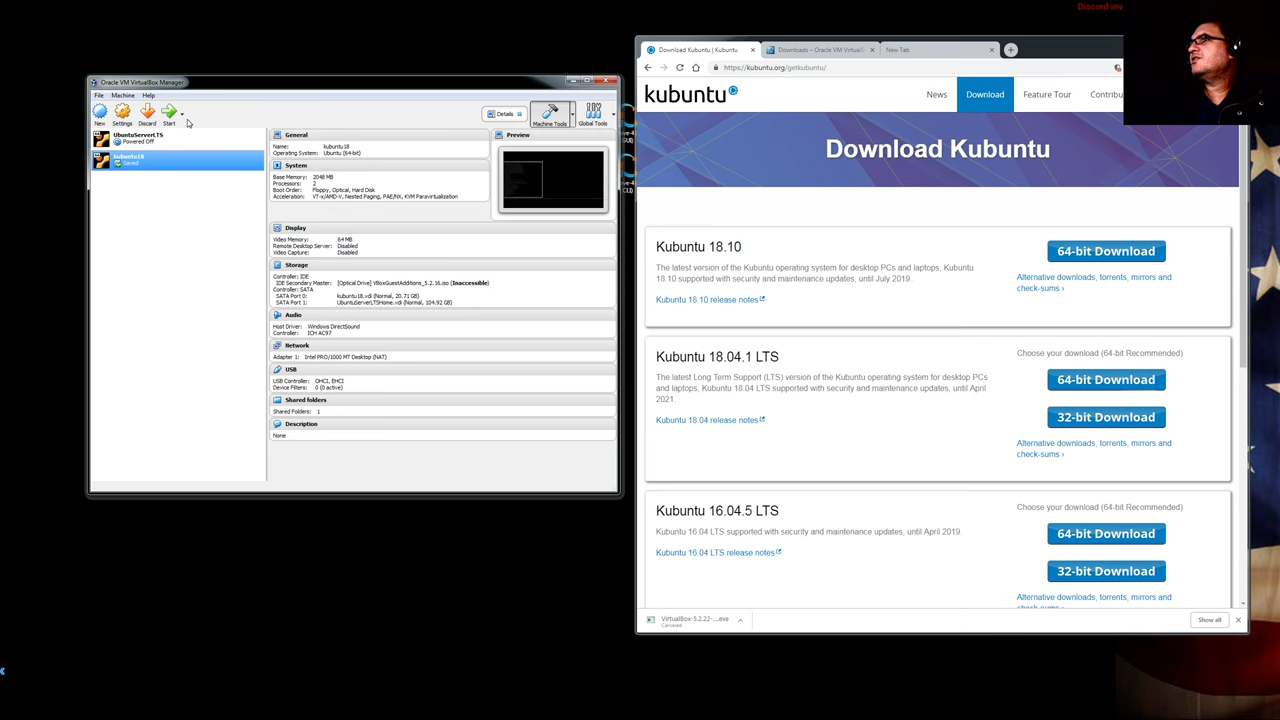 Discord inv
Oracle VM VirtualBox Manager
File Machine Help
New Settings Discard Start
Details
Machine Tools
Global Tools
UbuntuServerLTS
Powered Off
kubuntu18
Saved
General
Name: kubuntu18
Operating System: Ubuntu (64-bit)
System
Base Memory: 2048 MB
Processors: 2
Boot Order: Floppy, Optical, Hard Disk
Acceleration: VT-x/AMD-V, Nested Paging, PAE/NX, KVM Paravirtualization
Preview
Display
Video Memory: 64 MB
Remote Desktop Server: Disabled
Video Capture: Disabled
Storage
Controller: IDE
IDE Secondary Master: [Optical Drive] VBoxGuestAdditions_5.2.16.iso (Inaccessible)
Controller: SATA
SATA Port 0: kubuntu18.vdi (Normal, 20.71 GB)
SATA Port 1: UbuntuServerLTSHome.vdi (Normal, 104.92 GB)
Audio
Host Driver: Windows DirectSound
Controller: ICH AC97
Network
Adapter 1: Intel PRO/1000 MT Desktop (NAT)
USB
USB Controller: OHCI, EHCI
Device Filters: 0 (0 active)
Shared folders
Shared Folders: 1
Description
None
Download Kubuntu | Kubuntu
Downloads – Oracle VM Virtual
New Tab
https://kubuntu.org/getkubuntu/
kubuntu
News Download Feature Tour Contribu
Download Kubuntu
Kubuntu 18.10
The latest version of the Kubuntu operating system for desktop PCs and laptops, Kubuntu
18.10 supported with security and maintenance updates, until July 2019..
Kubuntu 18.10 release notes
64-bit Download
Alternative downloads, torrents, mirrors and
check-sums ›
Kubuntu 18.04.1 LTS
The latest Long Term Support (LTS) version of the Kubuntu operating system for desktop PCs
and laptops, Kubuntu 18.04 LTS supported with security and maintenance updates, until April
2021.
Kubuntu 18.04 release notes
Choose your download (64-bit Recommended)
64-bit Download
32-bit Download
Alternative downloads, torrents, mirrors and
check-sums ›
Kubuntu 16.04.5 LTS
Kubuntu 16.04 LTS supported with security and maintenance updates, until April 2019.
Kubuntu 16.04 LTS release notes
Choose your download (64-bit Recommended)
64-bit Download
32-bit Download
Alternative downloads, torrents, mirrors and
check-sums ›
VirtualBox-5.2.22-....exe
Canceled
Show all